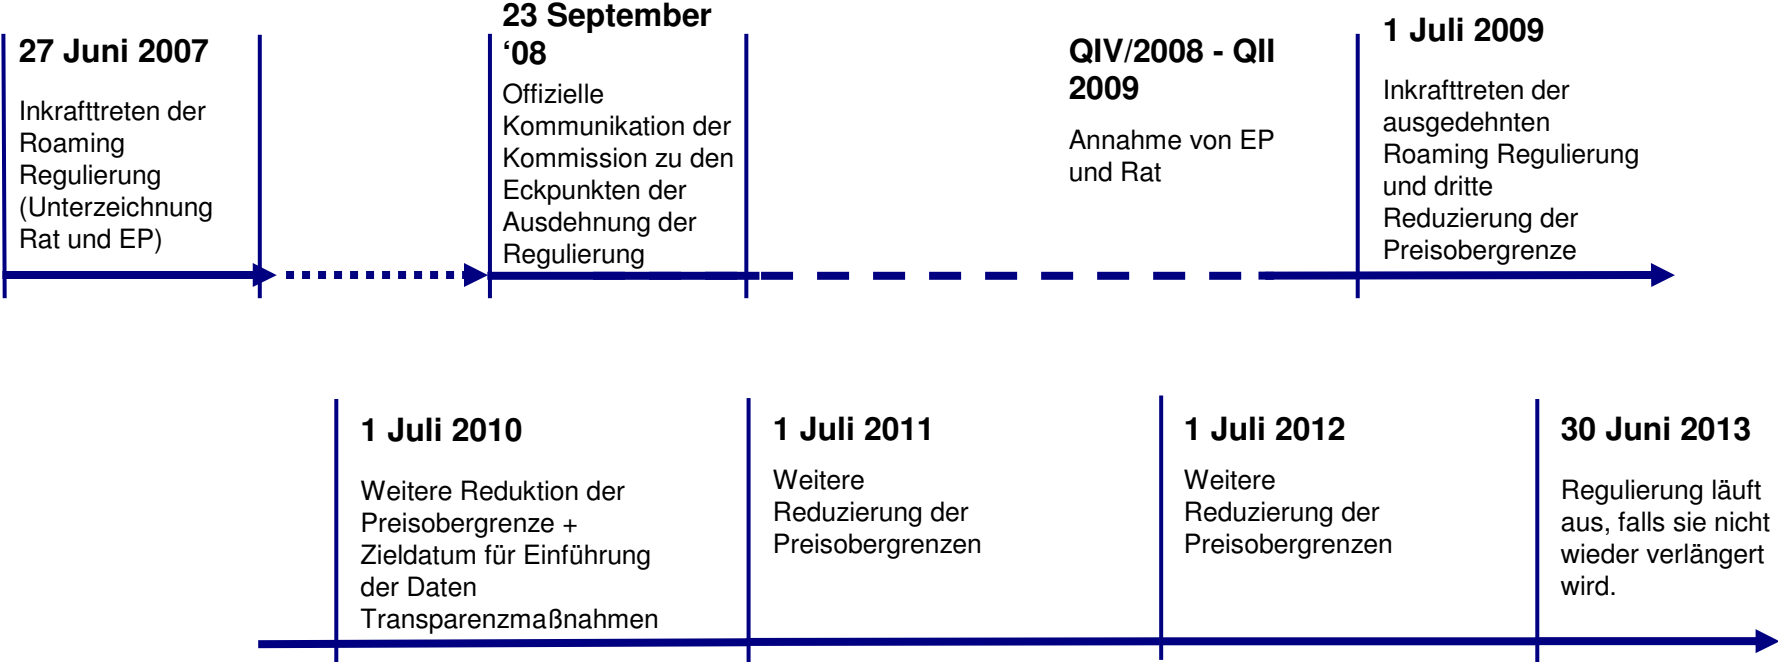 27 Juni 2007
Inkrafttreten der
Roaming
Regulierung
(Unterzeichnung
Rat und EP)
23 September
‘08
Offizielle
Kommunikation der
Kommission zu den
Eckpunkten der
Ausdehnung der
Regulierung
QIV/2008 - QII
2009
Annahme von EP
und Rat
1 Juli 2009
Inkrafttreten der
ausgedehnten
Roaming Regulierung
und dritte
Reduzierung der
Preisobergrenze
1 Juli 2010
Weitere Reduktion der
Preisobergrenze +
Zieldatum für Einführung
der Daten
Transparenzmaßnahmen
1 Juli 2011
Weitere
Reduzierung der
Preisobergrenzen
1 Juli 2012
Weitere
Reduzierung der
Preisobergrenzen
30 Juni 2013
Regulierung läuft
aus, falls sie nicht
wieder verlängert
wird.